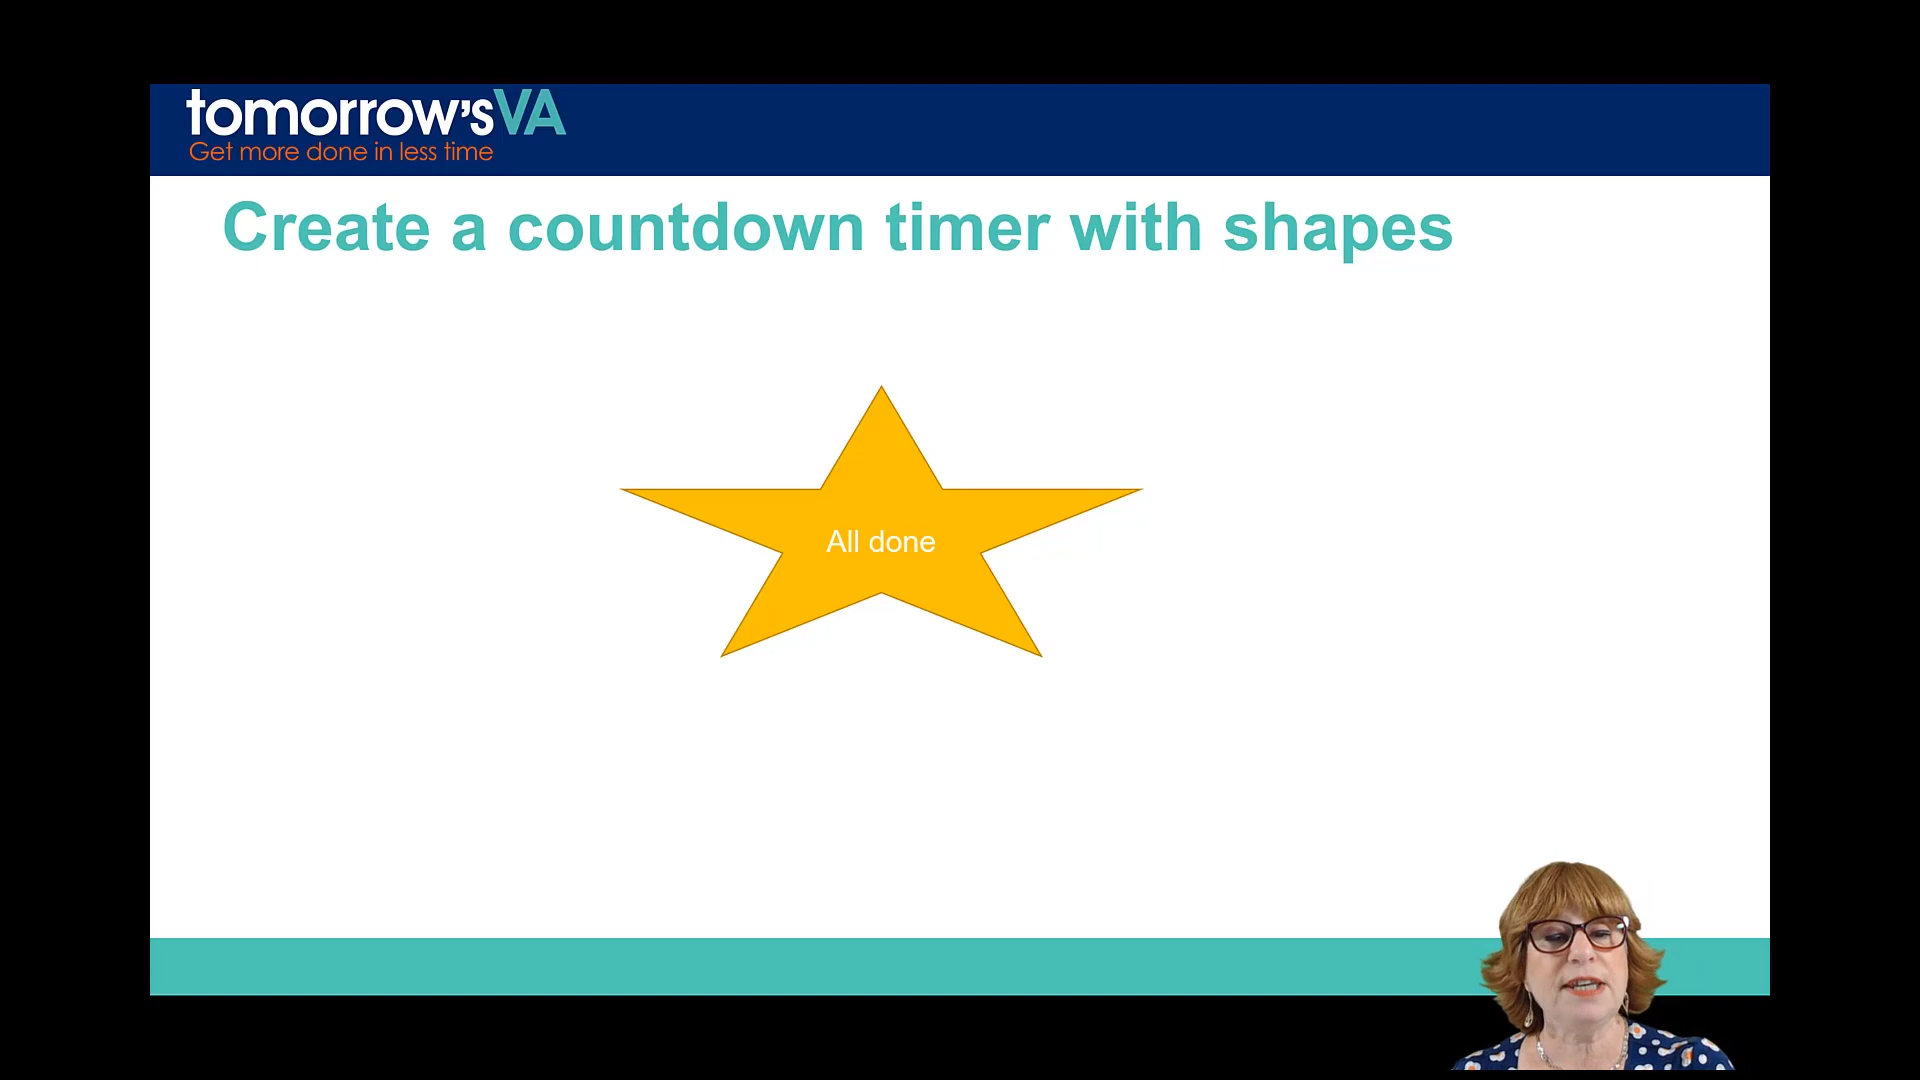 tomorrow'sVA
Get more done in less time
Create a countdown timer with shapes
All done